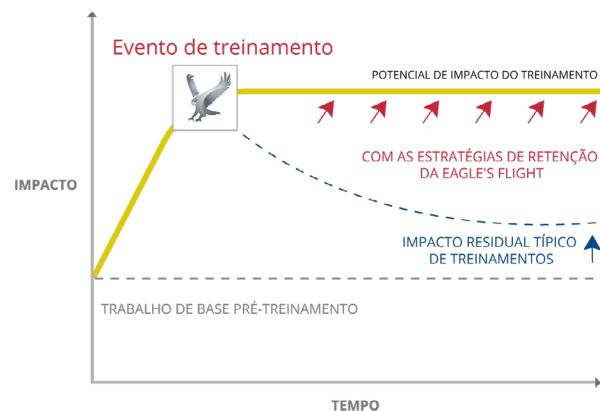 Evento de treinamento
POTENCIAL DE IMPACTO DO TREINAMENTO
COM AS ESTRATÉGIAS DE RETENÇÃO
DA EAGLE'S FLIGHT
IMPACTO
IMPACTO RESIDUAL TÍPICO
DE TREINAMENTOS
TRABALHO DE BASE PRÉ-TREINAMENTO
TEMPO